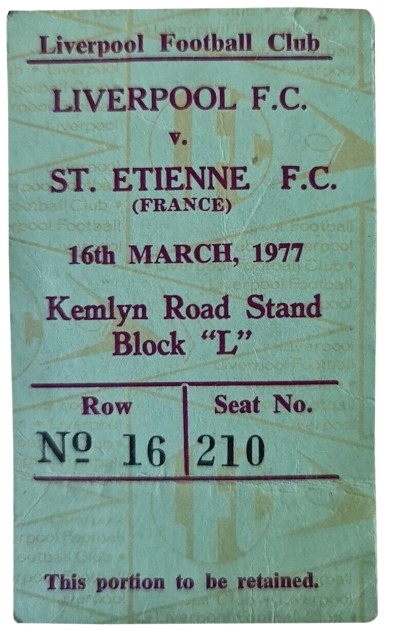 Liverpool Football Club
LIVERPOOL F.C.
v.
ST. ETIENNE F.C.
(FRANCE)
16th MARCH, 1977
Kemlyn Road Stand
Block “L”
Row Seat No.
Nº 16 210
This portion to be retained.